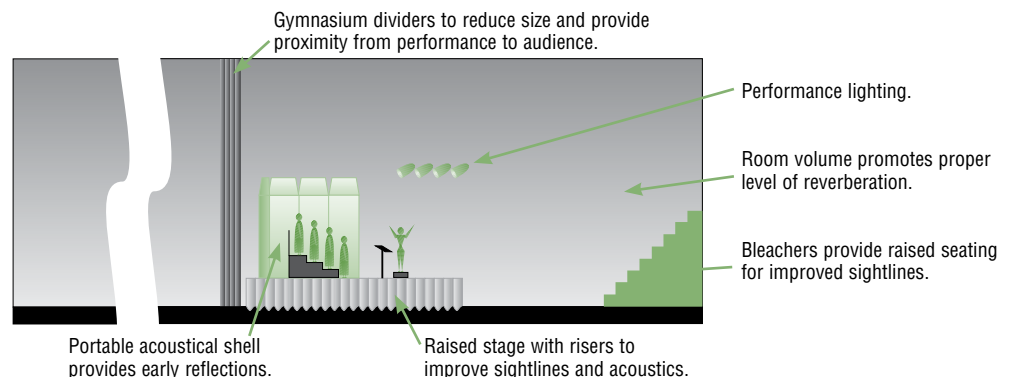 Gymnasium dividers to reduce size and provide
proximity from performance to audience.
Performance lighting.
Room volume promotes proper
level of reverberation.
Bleachers provide raised seating
for improved sightlines.
Portable acoustical shell
provides early reflections.
Raised stage with risers to
improve sightlines and acoustics.